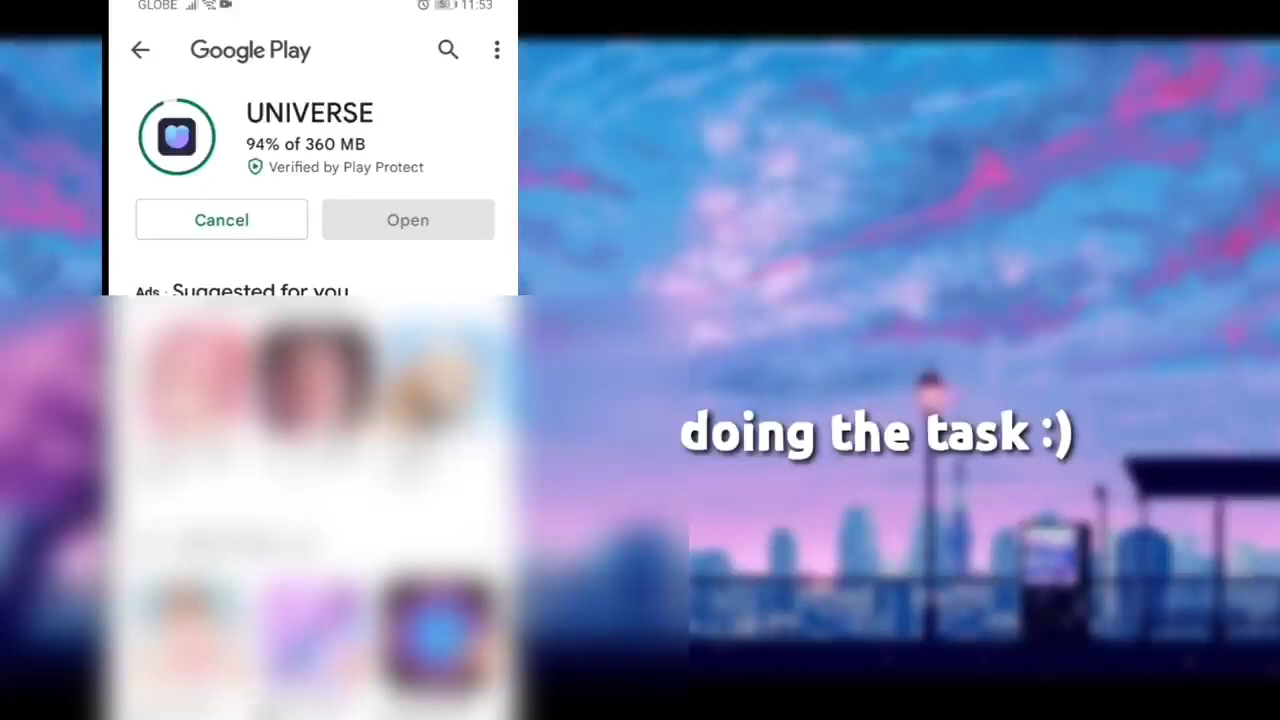 GLOBE 11:53
Google Play
UNIVERSE
94% of 360 MB
Verified by Play Protect
Cancel
Open
Ads · Suggested for you
doing the task :)